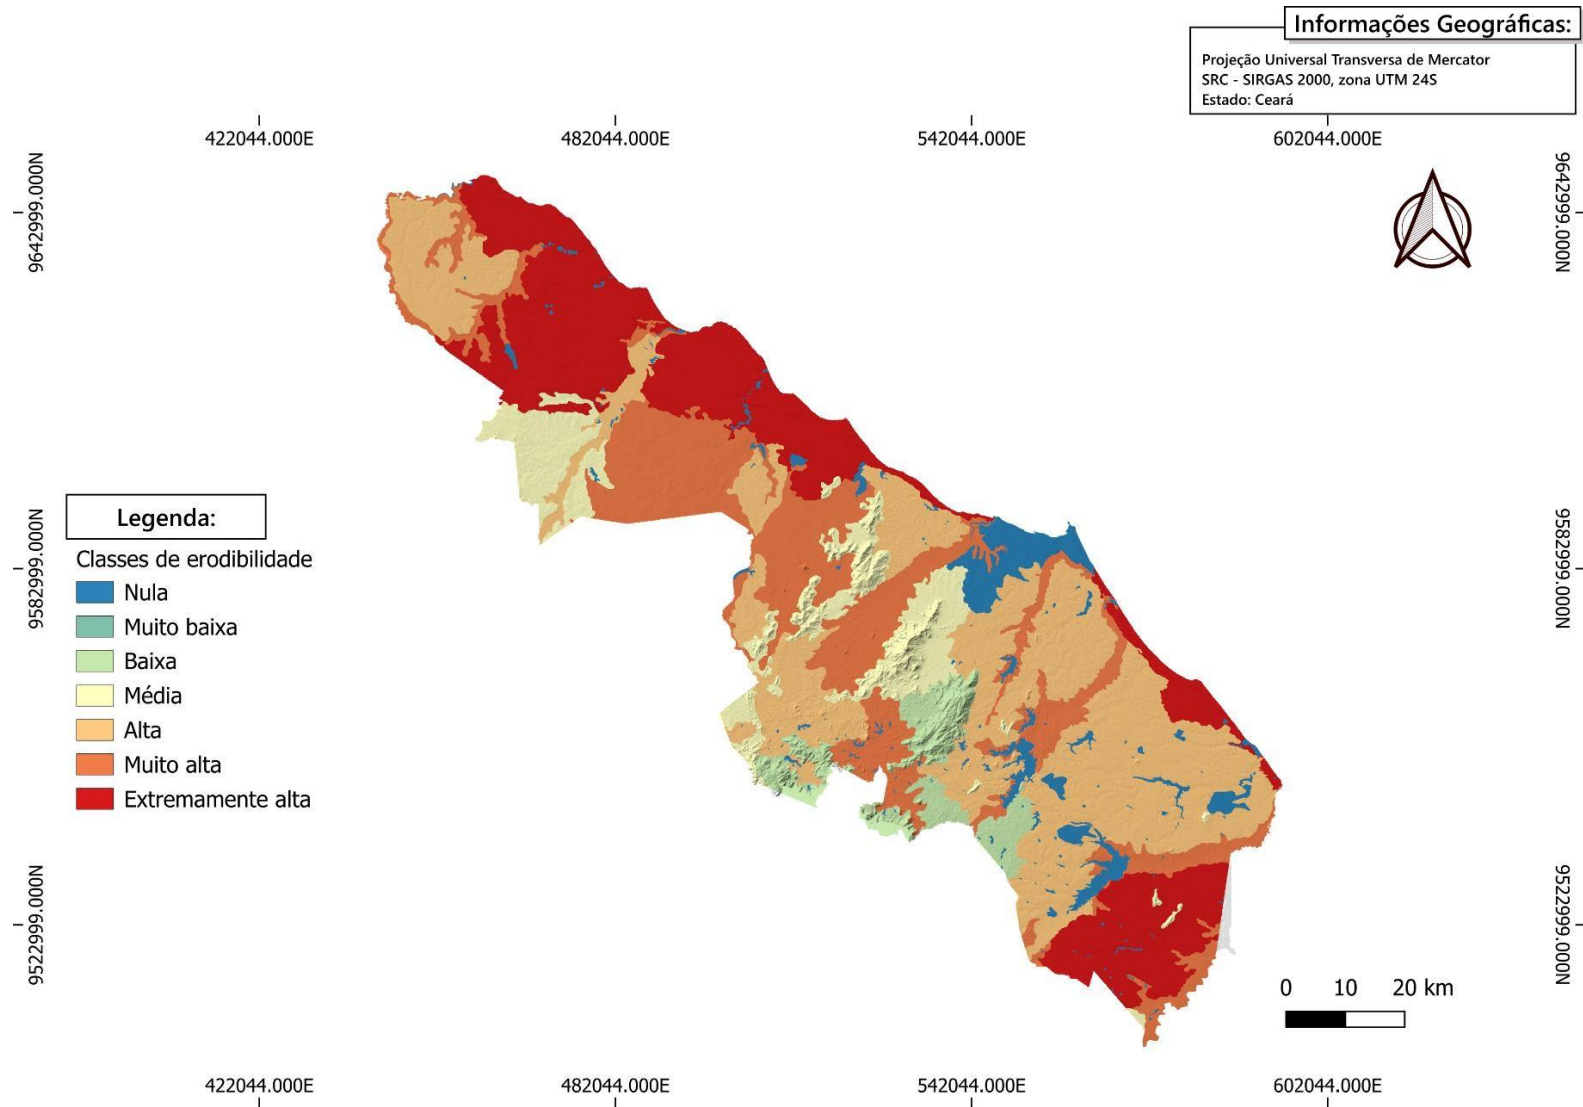 Informações Geográficas:
Projeção Universal Transversa de Mercator
SRC - SIRGAS 2000, zona UTM 24S
Estado: Ceará
422044.000E
482044.000E
542044.000E
602044.000E
9642999.000N
9642999.000N
9582999.000N
9582999.000N
Legenda:
Classes de erodibilidade
Nula
Muito baixa
Baixa
Média
Alta
Muito alta
Extremamente alta
9522999.000N
9522999.000N
0 10 20 km
422044.000E
482044.000E
542044.000E
602044.000E